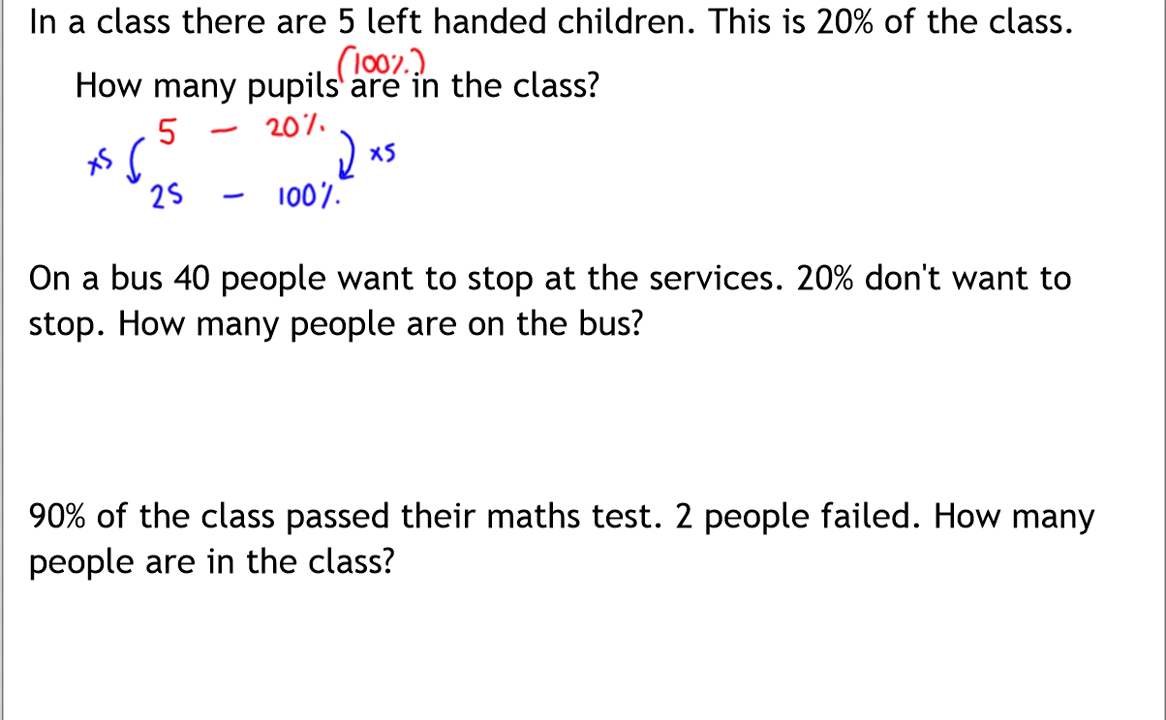 In a class there are 5 left handed children. This is 20% of the class.
(100%)
How many pupils are in the class?
5 – 20%
x5 x5
25 – 100%
On a bus 40 people want to stop at the services. 20% don't want to
stop. How many people are on the bus?
90% of the class passed their maths test. 2 people failed. How many
people are in the class?